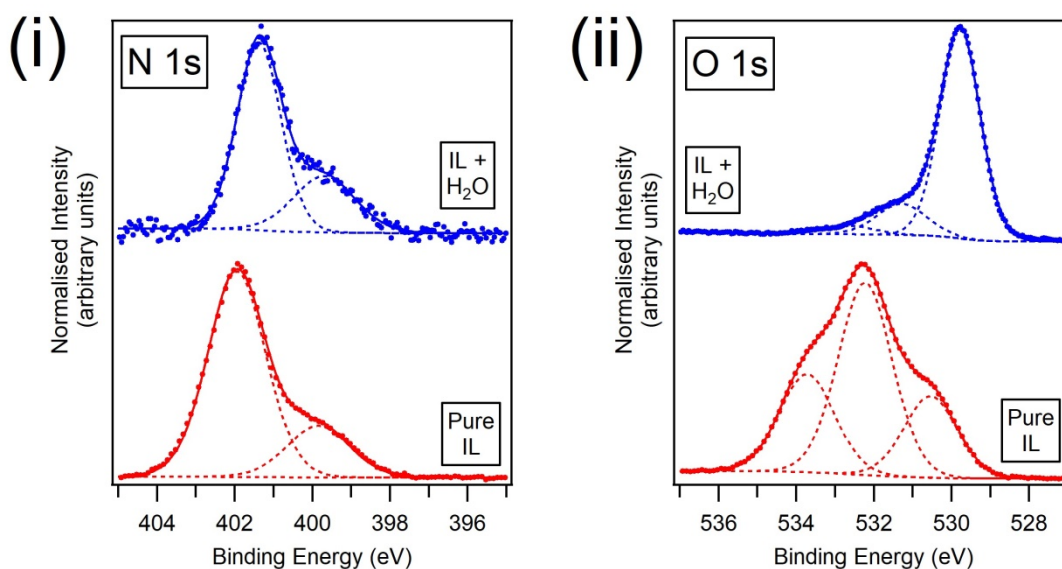 (i)
N 1s
IL +
H₂O
Pure
IL
Normalised Intensity
(arbitrary units)
404 402 400 398 396
Binding Energy (eV)
(ii)
O 1s
IL +
H₂O
Pure
IL
Normalised Intensity
(arbitrary units)
536 534 532 530 528
Binding Energy (eV)